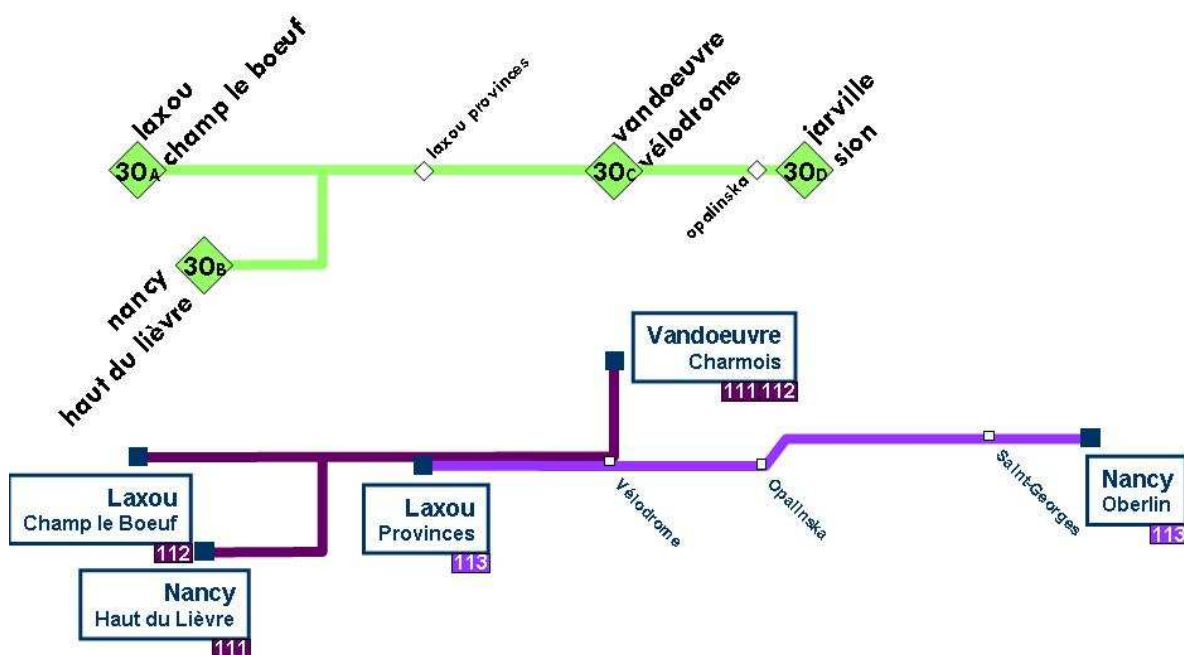 laxou
champ le boeuf
30A
laxou provinces
vandoeuvre
vélodrome
30C
opalinska
jarville
sion
30D
nancy
haut du lièvre
30B
Vandoeuvre
Charmois
111 112
Laxou
Champ le Boeuf
112
Nancy
Haut du Lièvre
111
Laxou
Provinces
113
Vélodrome
Opalinska
Saint-Georges
Nancy
Oberlin
113